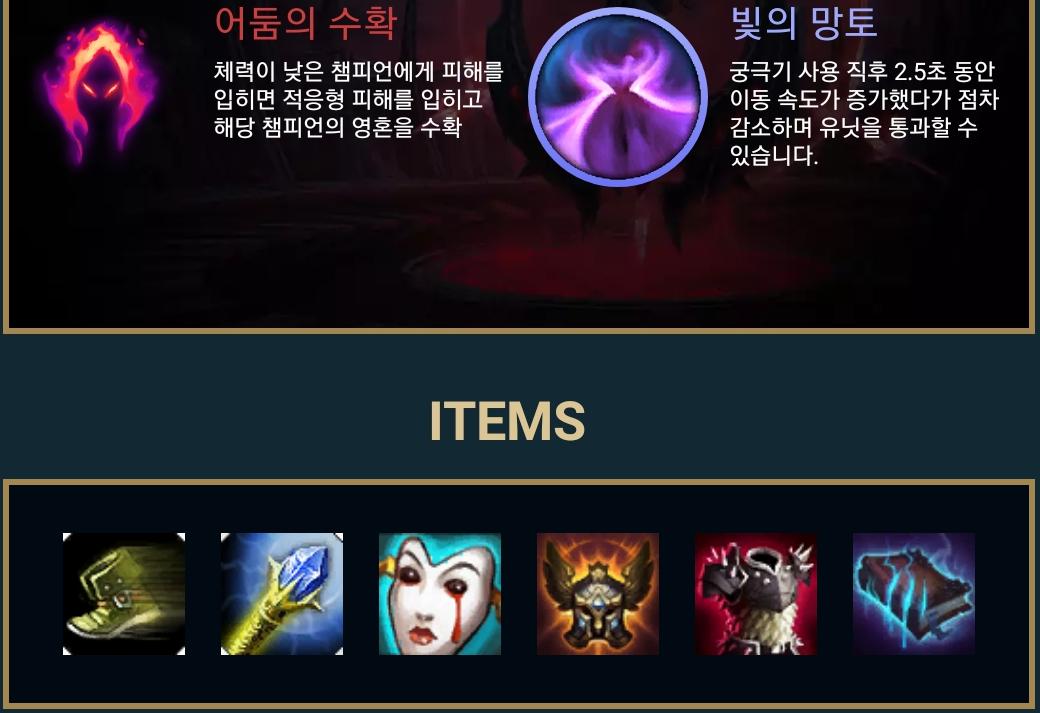 어둠의 수확
체력이 낮은 챔피언에게 피해를
입히면 적응형 피해를 입히고
해당 챔피언의 영혼을 수확
빛의 망토
궁극기 사용 직후 2.5초 동안
이동 속도가 증가했다가 점차
감소하며 유닛을 통과할 수
있습니다.
ITEMS